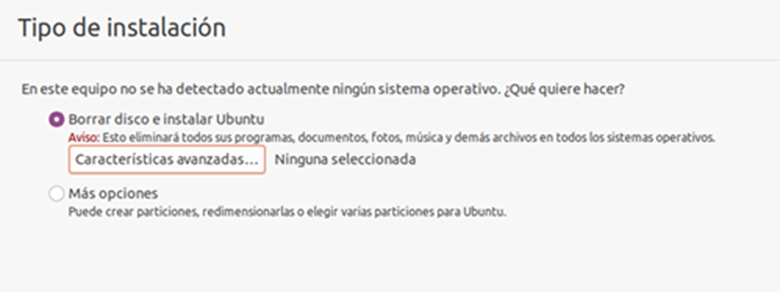 Tipo de instalación
En este equipo no se ha detectado actualmente ningún sistema operativo. ¿Qué quiere hacer?
Borrar disco e instalar Ubuntu
Aviso: Esto eliminará todos sus programas, documentos, fotos, música y demás archivos en todos los sistemas operativos.
Características avanzadas... Ninguna seleccionada
Más opciones
Puede crear particiones, redimensionarlas o elegir varias particiones para Ubuntu.